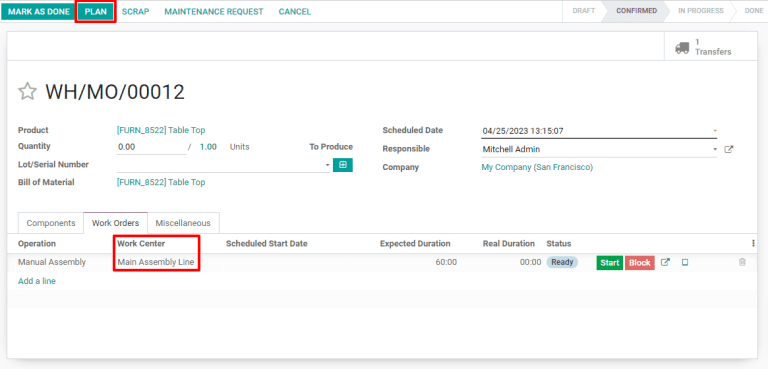 MARK AS DONE PLAN SCRAP MAINTENANCE REQUEST CANCEL DRAFT CONFIRMED IN PROGRESS DONE
1
Transfers
WH/MO/00012
Product [FURN_8522] Table Top Scheduled Date 04/25/2023 13:15:07
Quantity 0.00 / 1.00 Units To Produce Responsible Mitchell Admin
Lot/Serial Number Company My Company (San Francisco)
Bill of Material [FURN_8522] Table Top
Components Work Orders Miscellaneous
Operation Work Center Scheduled Start Date Expected Duration Real Duration Status
Manual Assembly Main Assembly Line 60:00 00:00 Ready Start Block
Add a line